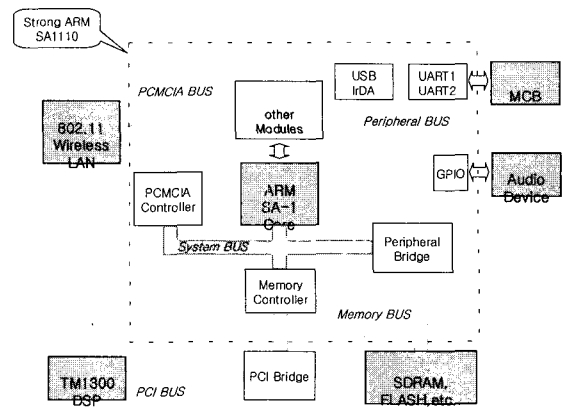 Strong ARM
SA1110
PCMCIA BUS
other
Modules
USB
IrDA
UART1
UART2
MCB
Peripheral BUS
802.11
Wireless
LAN
PCMCIA
Controller
ARM
SA-1
Core
GPIO
Audio
Device
System BUS
Peripheral
Bridge
Memory
Controller
Memory BUS
TM1300
DSP
PCI BUS
PCI Bridge
SDRAM,
FLASH,etc..